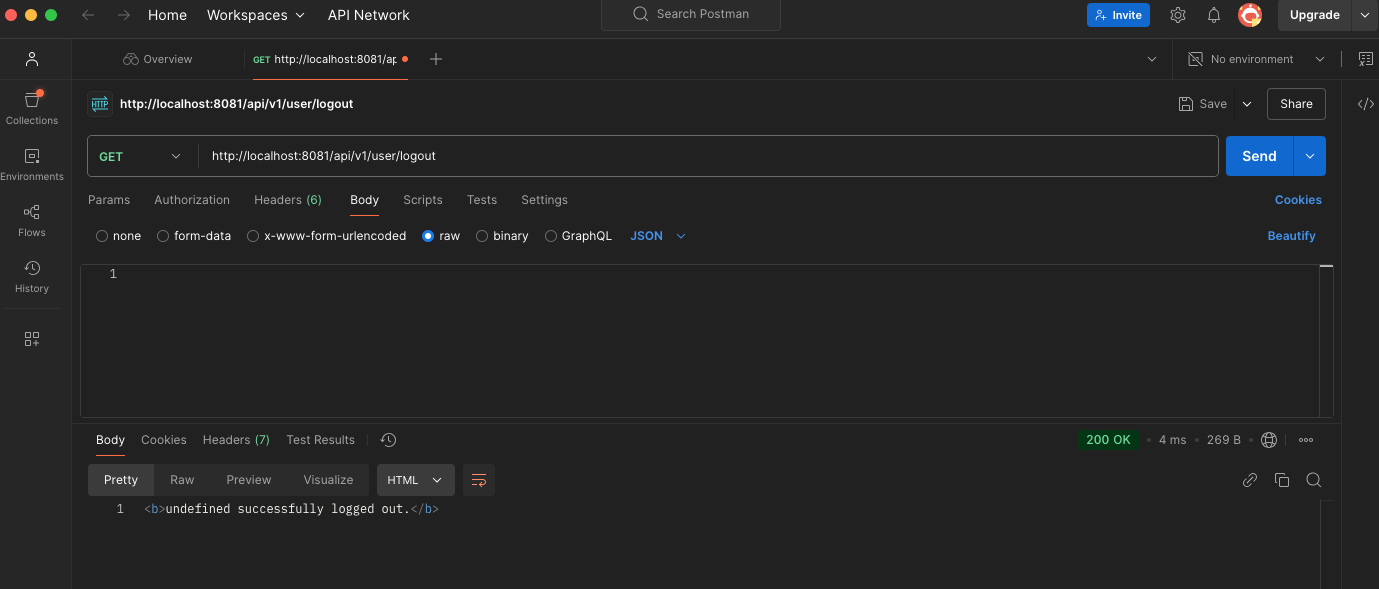 Home Workspaces API Network Search Postman Invite Upgrade
Overview GET http://localhost:8081/ap No environment
Collections
Environments
Flows
History
HTTP http://localhost:8081/api/v1/user/logout Save Share </>
GET http://localhost:8081/api/v1/user/logout Send
Params Authorization Headers (6) Body Scripts Tests Settings Cookies
none form-data x-www-form-urlencoded raw binary GraphQL JSON Beautify
1
Body Cookies Headers (7) Test Results 200 OK 4 ms 269 B
Pretty Raw Preview Visualize HTML
1 <b>undefined successfully logged out.</b>